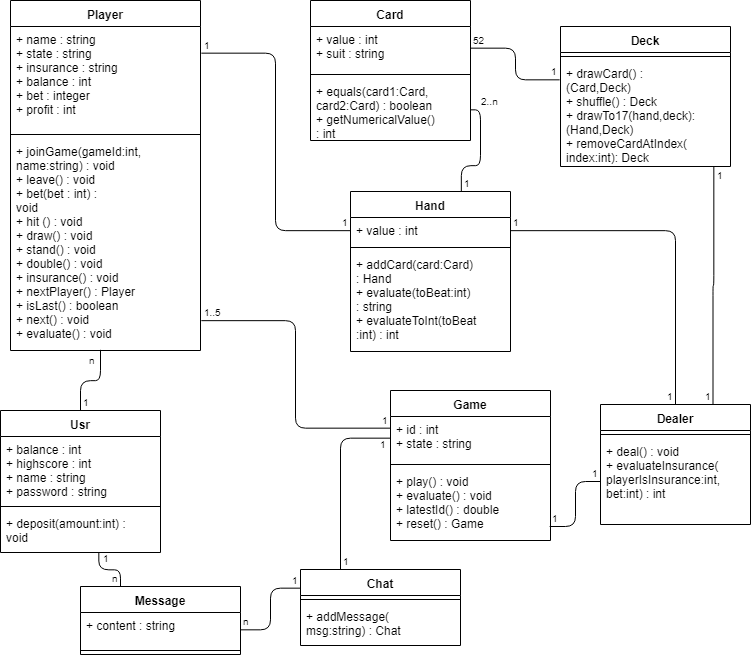 Player
+ name : string
+ state : string
+ insurance : string
+ balance : int
+ bet : integer
+ profit : int
+ joinGame(gameId:int,
name:string) : void
+ leave() : void
+ bet(bet : int) :
void
+ hit () : void
+ draw() : void
+ stand() : void
+ double() : void
+ insurance() : void
+ nextPlayer() : Player
+ isLast() : boolean
+ next() : void
+ evaluate() : void
1
1..5
n
Card
+ value : int
+ suit : string
+ equals(card1:Card,
card2:Card) : boolean
+ getNumericalValue()
: int
52
2..n
1
Deck
+ drawCard() :
(Card,Deck)
+ shuffle() : Deck
+ drawTo17(hand,deck):
(Hand,Deck)
+ removeCardAtIndex(
index:int): Deck
1
1
1
Hand
+ value : int
+ addCard(card:Card)
: Hand
+ evaluate(toBeat:int)
: string
+ evaluateToInt(toBeat
:int) : int
1
1
1
Usr
+ balance : int
+ highscore : int
+ name : string
+ password : string
+ deposit(amount:int) :
void
1
n
Game
+ id : int
+ state : string
+ play() : void
+ evaluate() : void
+ latestId() : double
+ reset() : Game
1
1
1
1
1
1
Dealer
+ deal() : void
+ evaluateInsurance(
playerIsInsurance:int,
bet:int) : int
Message
+ content : string
n
1
1
Chat
+ addMessage(
msg:string) : Chat